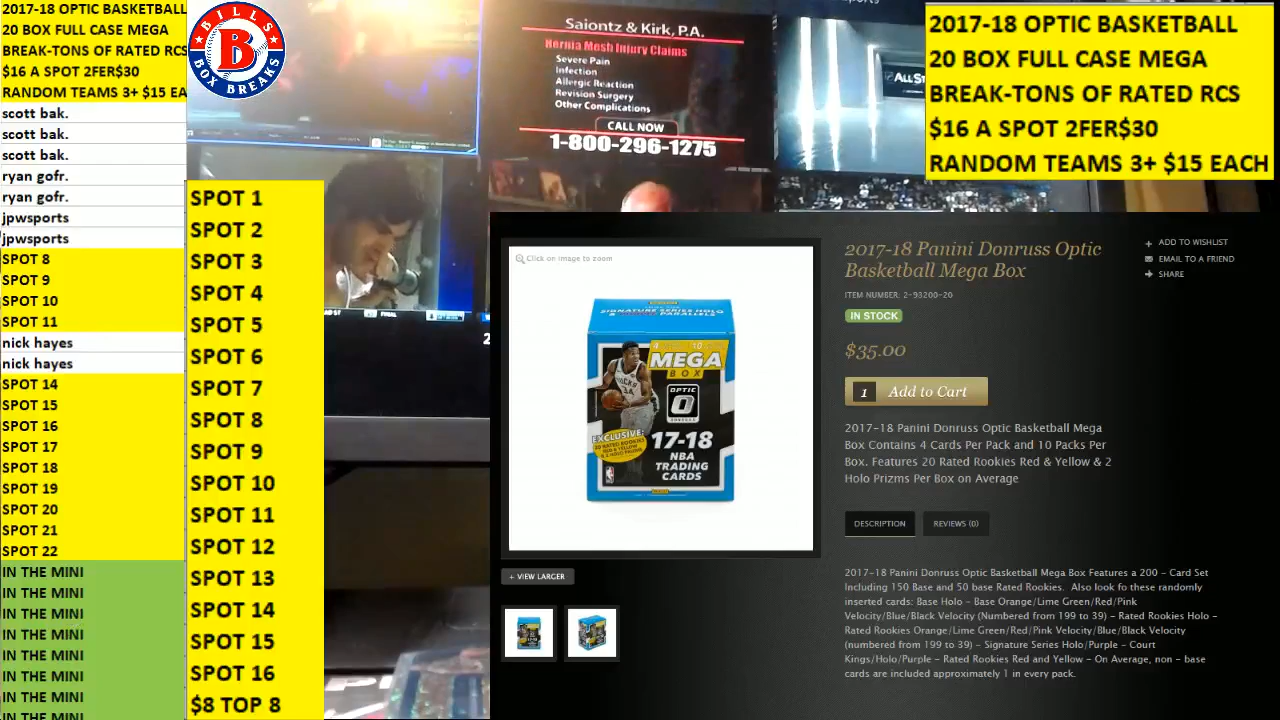 2017-18 OPTIC BASKETBALL
20 BOX FULL CASE MEGA
BREAK-TONS OF RATED RCS
$16 A SPOT 2FER$30
RANDOM TEAMS 3+ $15 EA
scott bak.
scott bak.
scott bak.
ryan gofr.
ryan gofr.
jpwsports
jpwsports
SPOT 8
SPOT 9
SPOT 10
SPOT 11
nick hayes
nick hayes
SPOT 14
SPOT 15
SPOT 16
SPOT 17
SPOT 18
SPOT 19
SPOT 20
SPOT 21
SPOT 22
IN THE MINI
IN THE MINI
IN THE MINI
IN THE MINI
IN THE MINI
IN THE MINI
IN THE MINI
IN THE MINI
BILLS
B
BOX BREAKS
SPOT 1
SPOT 2
SPOT 3
SPOT 4
SPOT 5
SPOT 6
SPOT 7
SPOT 8
SPOT 9
SPOT 10
SPOT 11
SPOT 12
SPOT 13
SPOT 14
SPOT 15
SPOT 16
$8 TOP 8
Saiontz & Kirk, P.A.
Hernia Mesh Injury Claims
Severe Pain
Infection
Allergic Reaction
Revision Surgery
Other Complications
CALL NOW
1-800-296-1275
FINAL
2017-18 OPTIC BASKETBALL
20 BOX FULL CASE MEGA
BREAK-TONS OF RATED RCS
$16 A SPOT 2FER$30
RANDOM TEAMS 3+ $15 EACH
Click on image to zoom
MEGA
BOX
OPTIC
EXCLUSIVE:
17-18
NBA
TRADING
CARDS
+ VIEW LARGER
2017-18 Panini Donruss Optic
Basketball Mega Box
ITEM NUMBER: 2-93200-20
IN STOCK
$35.00
1 Add to Cart
ADD TO WISHLIST
EMAIL TO A FRIEND
SHARE
2017-18 Panini Donruss Optic Basketball Mega
Box Contains 4 Cards Per Pack and 10 Packs Per
Box. Features 20 Rated Rookies Red & Yellow & 2
Holo Prizms Per Box on Average
DESCRIPTION
REVIEWS (0)
2017-18 Panini Donruss Optic Basketball Mega Box Features a 200 - Card Set
Including 150 Base and 50 base Rated Rookies. Also look fo these randomly
inserted cards: Base Holo - Base Orange/Lime Green/Red/Pink
Velocity/Blue/Black Velocity (Numbered from 199 to 39) - Rated Rookies Holo -
Rated Rookies Orange/Lime Green/Red/Pink Velocity/Blue/Black Velocity
(numbered from 199 to 39) - Signature Series Holo/Purple - Court
Kings/Holo/Purple - Rated Rookies Red and Yellow - On Average, non - base
cards are included approximately 1 in every pack.